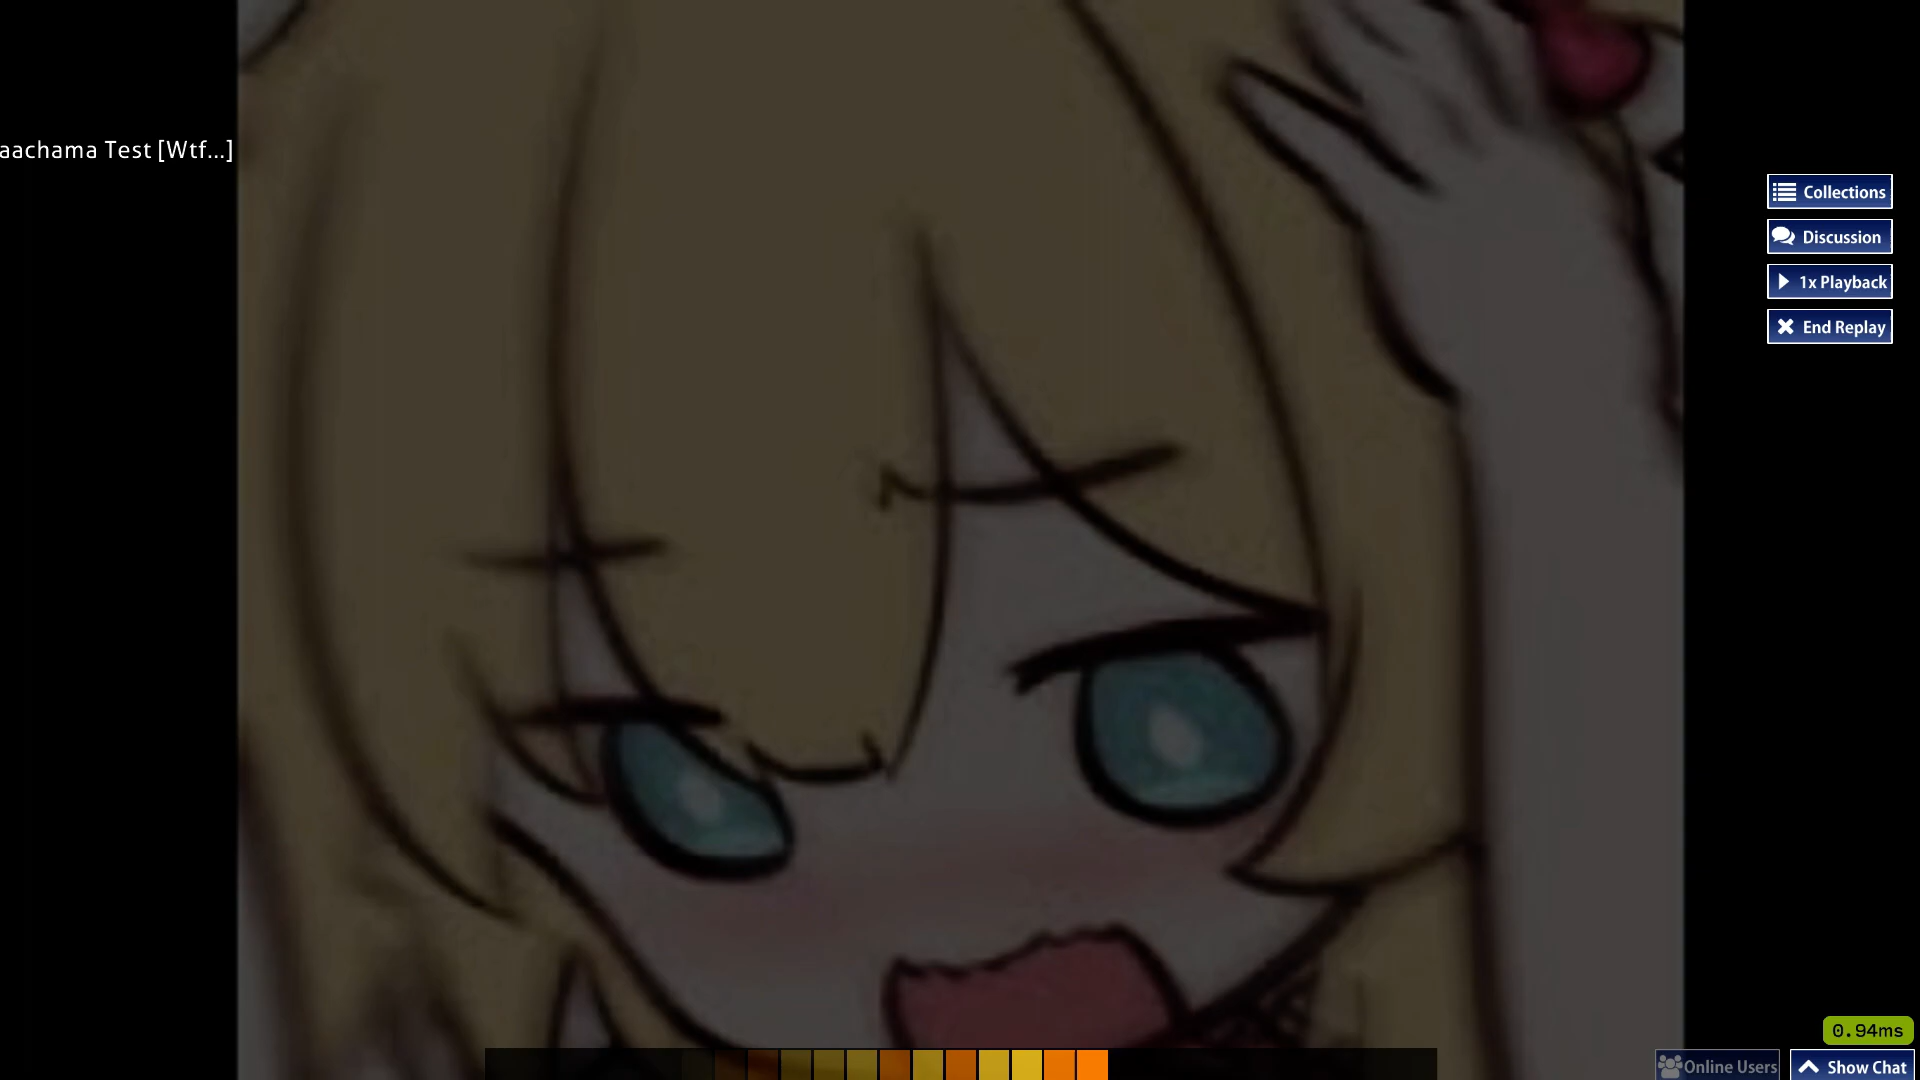 aachama Test [Wtf...]
Collections
Discussion
1x Playback
End Replay
0.94ms
Online Users
Show Chat